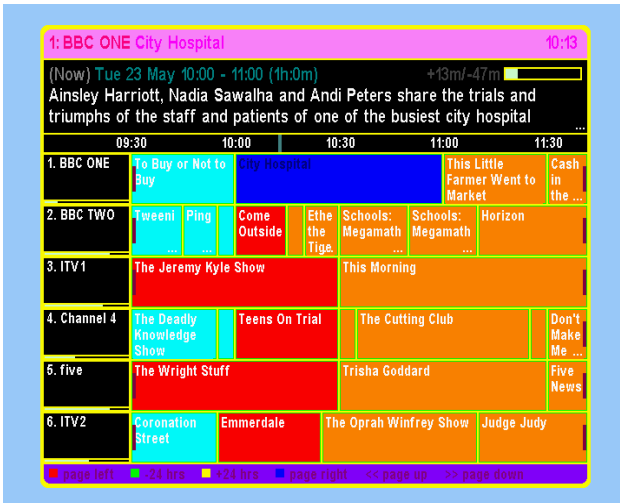 1: BBC ONE City Hospital 10:13
(Now) Tue 23 May 10:00 - 11:00 (1h:0m) +13m/-47m
Ainsley Harriott, Nadia Sawalha and Andi Peters share the trials and
triumphs of the staff and patients of one of the busiest city hospital
...
09:30 10:00 10:30 11:00 11:30
1. BBC ONE To Buy or Not to City Hospital This Little Cash
Buy Farmer Went to in
Market the ...
2. BBC TWO Tweeni Ping Come Ethe Schools: Schools: Horizon
Outside the Megamath Megamath
... ... Tige. ... ...
3. ITV1 The Jeremy Kyle Show This Morning
4. Channel 4 The Deadly Teens On Trial The Cutting Club Don't
Knowledge Make
Show Me ...
5. five The Wright Stuff Trisha Goddard Five
News
6. ITV2 Coronation Emmerdale The Oprah Winfrey Show Judge Judy
Street
page left -24 hrs +24 hrs page right << page up >> page down